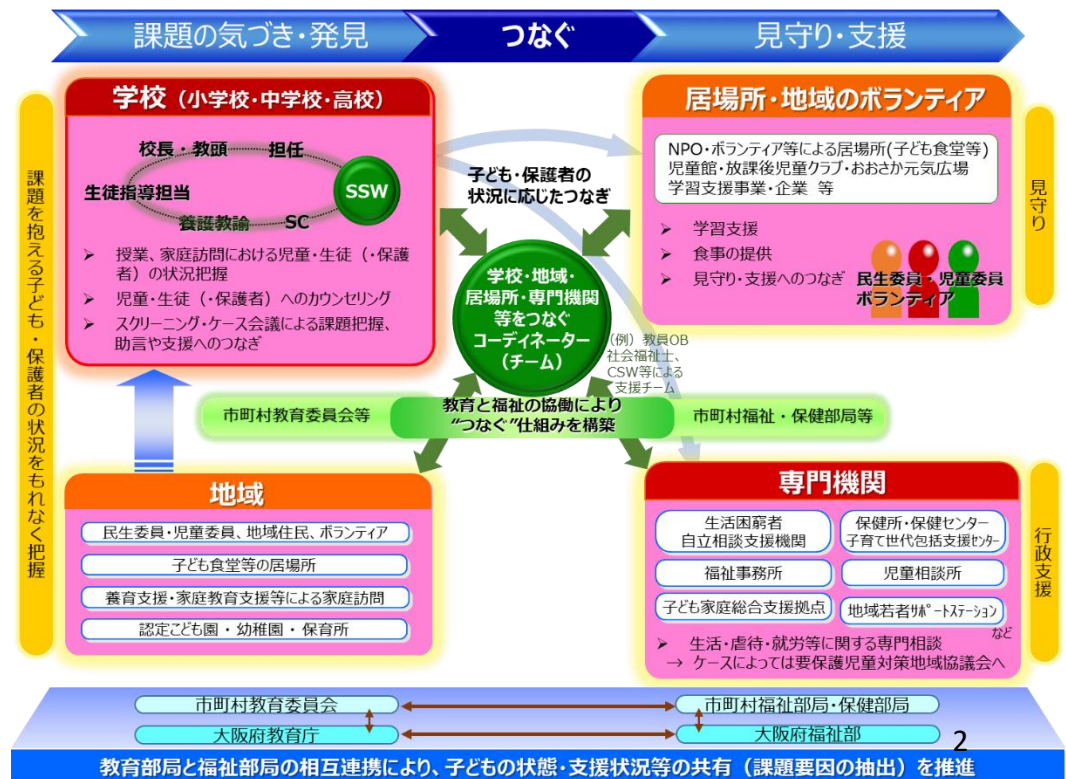 課題の気づき・発見
つなぐ
見守り・支援
課題を抱える子ども・保護者の状況をもれなく把握
学校（小学校・中学校・高校）
校長・教頭
担任
生徒指導担当
SSW
養護教諭
SC
➢ 授業、家庭訪問における児童・生徒（・保護
者）の状況把握
➢ 児童・生徒（・保護者）へのカウンセリング
➢ スクリーニング・ケース会議による課題把握、
助言や支援へのつなぎ
子ども・保護者の
状況に応じたつなぎ
学校・地域・
居場所・専門機関
等をつなぐ
コーディネーター
（チーム）
（例）教員OB
社会福祉士、
CSW等による
支援チーム
居場所・地域のボランティア
NPO・ボランティア等による居場所(子ども食堂等)
児童館・放課後児童クラブ・おおさか元気広場
学習支援事業・企業 等
➢ 学習支援
➢ 食事の提供
➢ 見守り・支援へのつなぎ
民生委員・児童委員
ボランティア
見守り
市町村教育委員会等
教育と福祉の協働により
“つなぐ”仕組みを構築
市町村福祉・保健部局等
地域
民生委員・児童委員、地域住民、ボランティア
子ども食堂等の居場所
養育支援・家庭教育支援等による家庭訪問
認定こども園・幼稚園・保育所
専門機関
生活困窮者
自立相談支援機関
保健所・保健センター
子育て世代包括支援センター
福祉事務所
児童相談所
子ども家庭総合支援拠点
地域若者サポートステーション
など
➢ 生活・虐待・就労等に関する専門相談
→ ケースによっては要保護児童対策地域協議会へ
行政支援
市町村教育委員会
市町村福祉部局・保健部局
大阪府教育庁
大阪府福祉部
2
教育部局と福祉部局の相互連携により、子どもの状態・支援状況等の共有（課題要因の抽出）を推進